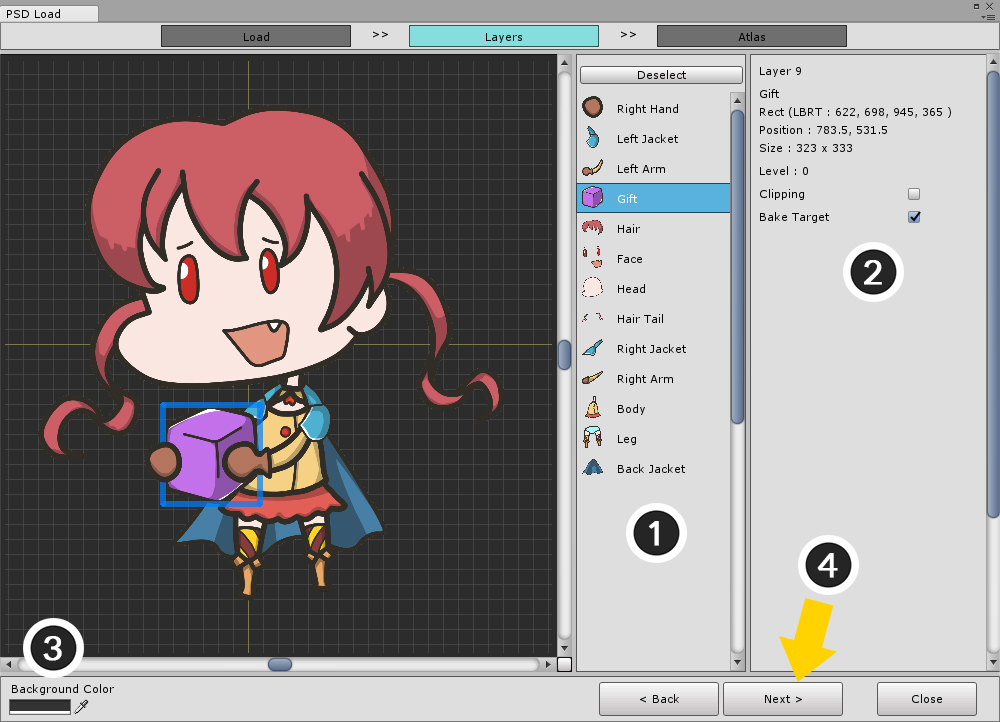 PSD Load
Load >> Layers >> Atlas
Deselect
Right Hand
Left Jacket
Left Arm
Gift
Hair
Face
Head
Hair Tail
Right Jacket
Right Arm
Body
Leg
Back Jacket
1
Layer 9
Gift
Rect (LBRT : 622, 698, 945, 365 )
Position : 783.5, 531.5
Size : 323 x 333
Level : 0
Clipping
Bake Target
2
4
3
Background Color
< Back
Next >
Close